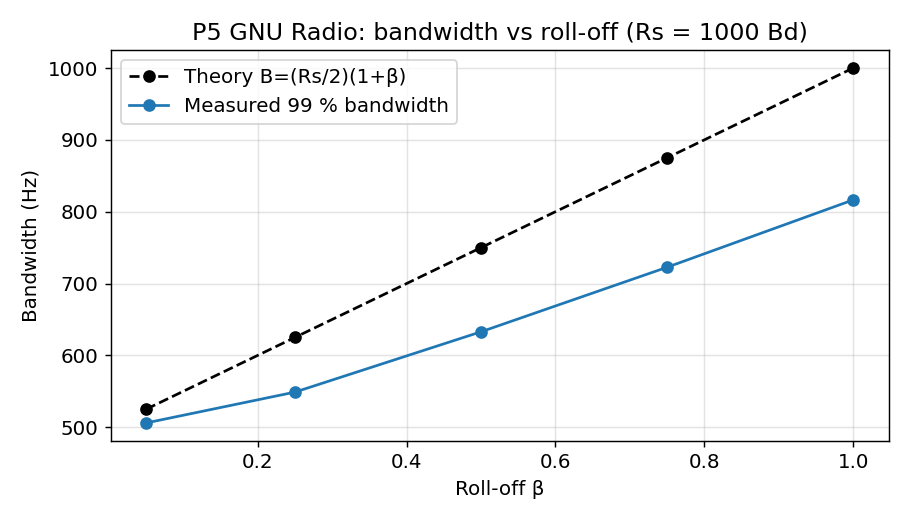 P5 GNU Radio: bandwidth vs roll-off (Rs = 1000 Bd)
Theory B=(Rs/2)(1+β)
Measured 99 % bandwidth
Bandwidth (Hz)
1000
900
800
700
600
500
0.2 0.4 0.6 0.8 1.0
Roll-off β